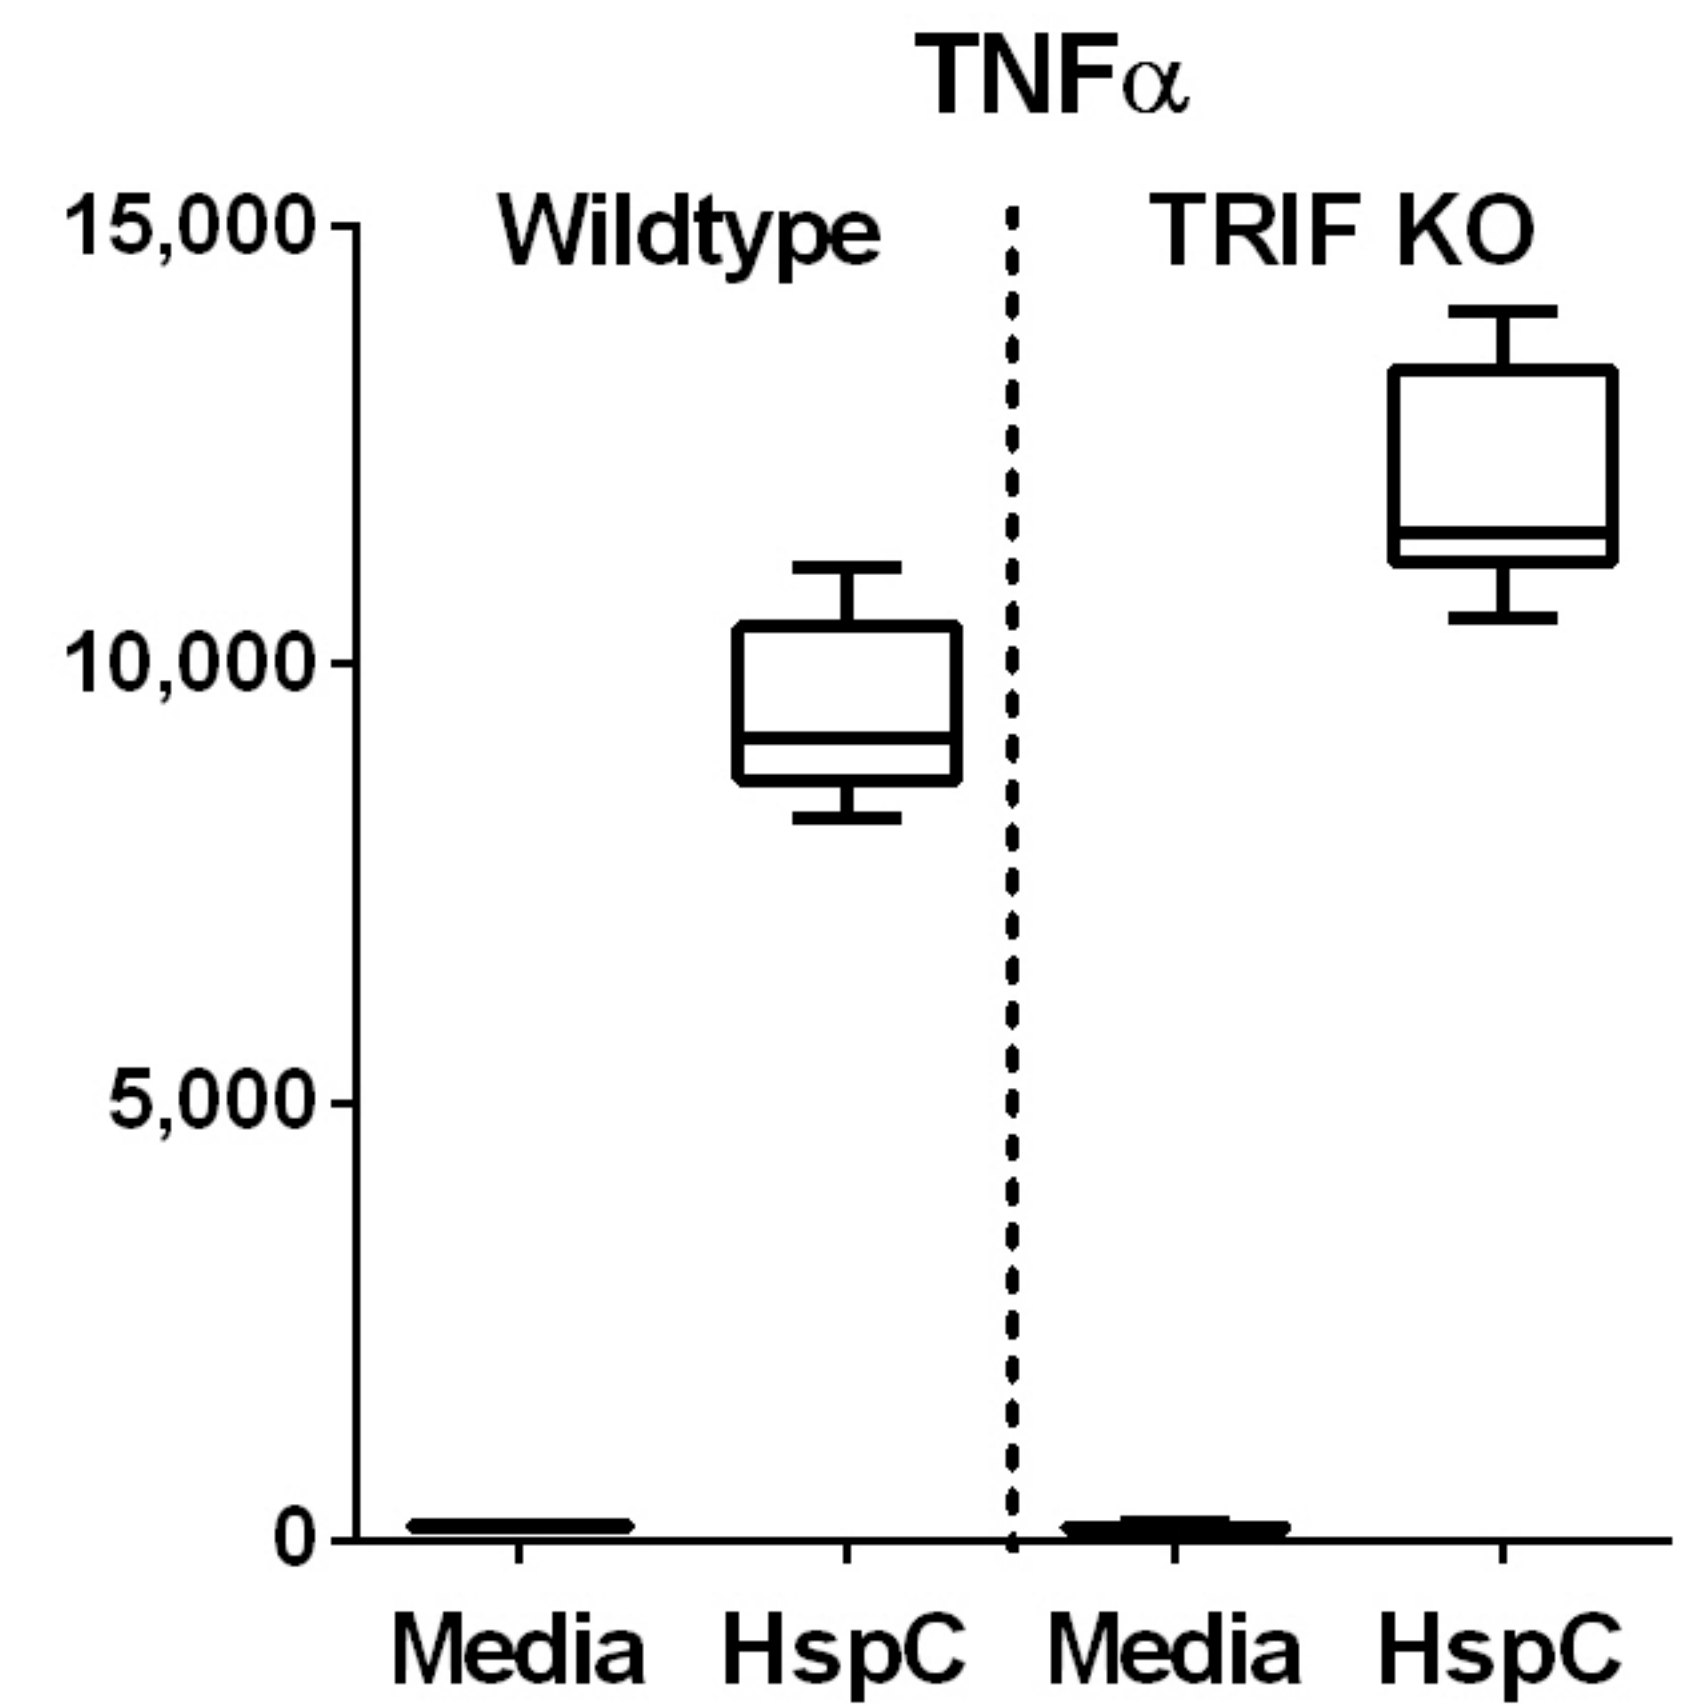 TNFα
Wildtype TRIF KO
15,000
10,000
5,000
0
Media HspC Media HspC